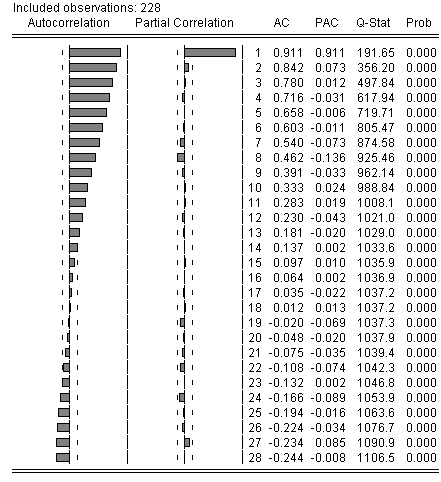 Included observations: 228
Autocorrelation Partial Correlation AC PAC Q-Stat Prob
1 0.911 0.911 191.65 0.000
2 0.842 0.073 356.20 0.000
3 0.780 0.012 497.84 0.000
4 0.716 -0.031 617.94 0.000
5 0.658 -0.006 719.71 0.000
6 0.603 -0.011 805.47 0.000
7 0.540 -0.073 874.58 0.000
8 0.462 -0.136 925.46 0.000
9 0.391 -0.033 962.14 0.000
10 0.333 0.024 988.84 0.000
11 0.283 0.019 1008.1 0.000
12 0.230 -0.043 1021.0 0.000
13 0.181 -0.020 1029.0 0.000
14 0.137 0.002 1033.6 0.000
15 0.097 0.010 1035.9 0.000
16 0.064 0.002 1036.9 0.000
17 0.035 -0.022 1037.2 0.000
18 0.012 0.013 1037.2 0.000
19 -0.020 -0.069 1037.3 0.000
20 -0.048 -0.020 1037.9 0.000
21 -0.075 -0.035 1039.4 0.000
22 -0.108 -0.074 1042.3 0.000
23 -0.132 0.002 1046.8 0.000
24 -0.166 -0.089 1053.9 0.000
25 -0.194 -0.016 1063.6 0.000
26 -0.224 -0.034 1076.7 0.000
27 -0.234 0.085 1090.9 0.000
28 -0.244 -0.008 1106.5 0.000